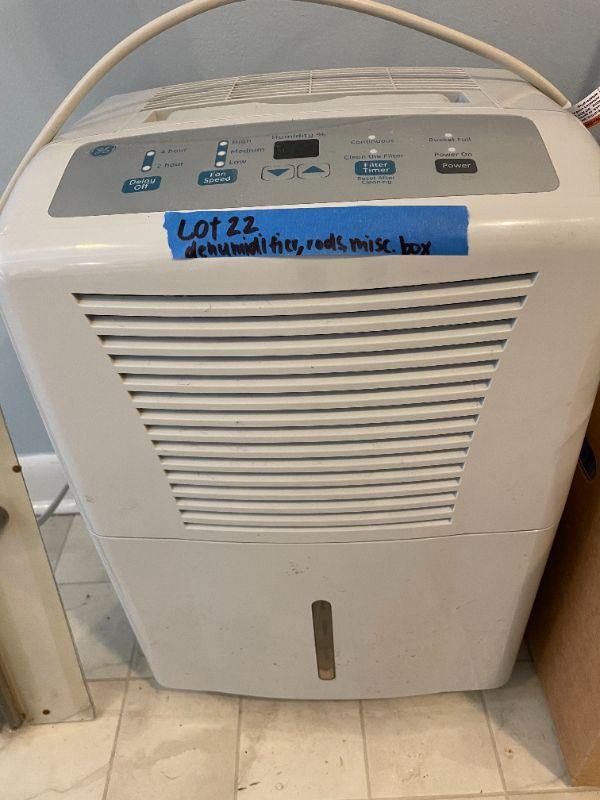 GE
4 hour
2 hour
Delay Off
High
Medium
Low
Fan Speed
Humidity %
Continuous
Clean the Filter
Filter Timer
Reset After Cleaning
Bucket Full
Power On
Power
Lot 22
dehumidifier, rods, misc. box